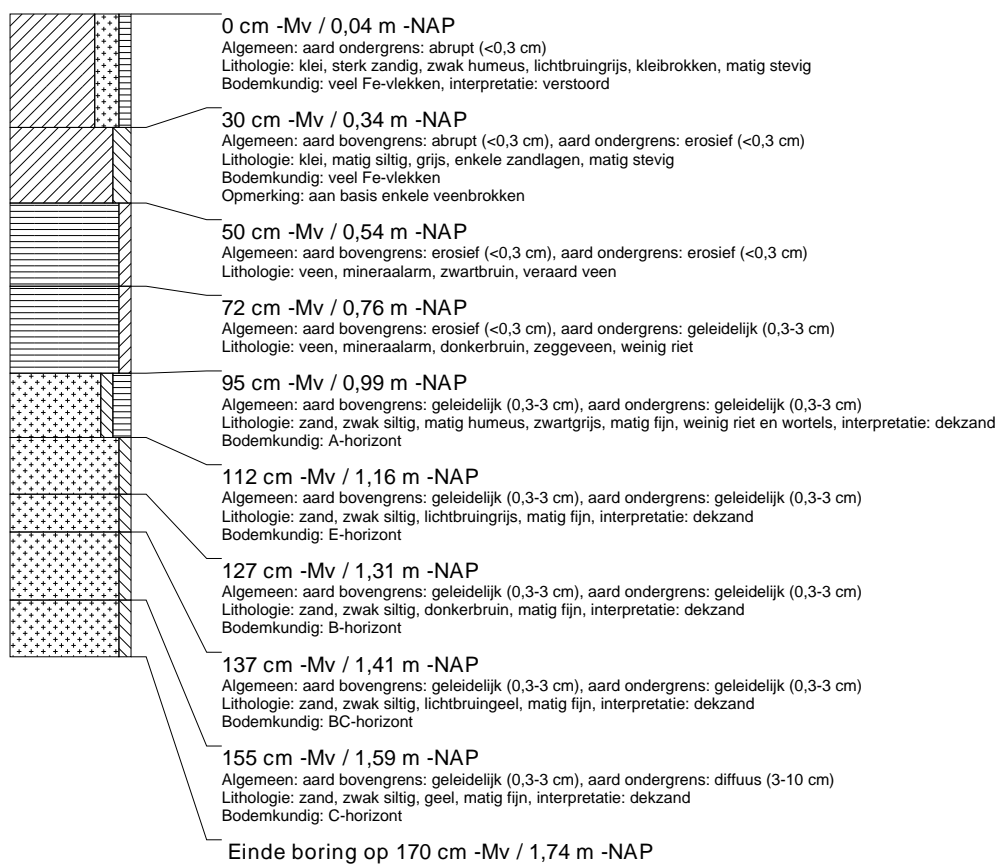 0 cm -Mv / 0,04 m -NAP
Algemeen: aard ondergrens: abrupt (<0,3 cm)
Lithologie: klei, sterk zandig, zwak humeus, lichtbruingrijs, kleibrokken, matig stevig
Bodemkundig: veel Fe-vlekken, interpretatie: verstoord
30 cm -Mv / 0,34 m -NAP
Algemeen: aard bovengrens: abrupt (<0,3 cm), aard ondergrens: erosief (<0,3 cm)
Lithologie: klei, matig siltig, grijs, enkele zandlagen, matig stevig
Bodemkundig: veel Fe-vlekken
Opmerking: aan basis enkele veenbrokken
50 cm -Mv / 0,54 m -NAP
Algemeen: aard bovengrens: erosief (<0,3 cm), aard ondergrens: erosief (<0,3 cm)
Lithologie: veen, mineraalarm, zwartbruin, veraard veen
72 cm -Mv / 0,76 m -NAP
Algemeen: aard bovengrens: erosief (<0,3 cm), aard ondergrens: geleidelijk (0,3-3 cm)
Lithologie: veen, mineraalarm, donkerbruin, zeggeveen, weinig riet
95 cm -Mv / 0,99 m -NAP
Algemeen: aard bovengrens: geleidelijk (0,3-3 cm), aard ondergrens: geleidelijk (0,3-3 cm)
Lithologie: zand, zwak siltig, matig humeus, zwartgrijs, matig fijn, weinig riet en wortels, interpretatie: dekzand
Bodemkundig: A-horizont
112 cm -Mv / 1,16 m -NAP
Algemeen: aard bovengrens: geleidelijk (0,3-3 cm), aard ondergrens: geleidelijk (0,3-3 cm)
Lithologie: zand, zwak siltig, lichtbruingrijs, matig fijn, interpretatie: dekzand
Bodemkundig: E-horizont
127 cm -Mv / 1,31 m -NAP
Algemeen: aard bovengrens: geleidelijk (0,3-3 cm), aard ondergrens: geleidelijk (0,3-3 cm)
Lithologie: zand, zwak siltig, donkerbruin, matig fijn, interpretatie: dekzand
Bodemkundig: B-horizont
137 cm -Mv / 1,41 m -NAP
Algemeen: aard bovengrens: geleidelijk (0,3-3 cm), aard ondergrens: geleidelijk (0,3-3 cm)
Lithologie: zand, zwak siltig, lichtbruingeel, matig fijn, interpretatie: dekzand
Bodemkundig: BC-horizont
155 cm -Mv / 1,59 m -NAP
Algemeen: aard bovengrens: geleidelijk (0,3-3 cm), aard ondergrens: diffuus (3-10 cm)
Lithologie: zand, zwak siltig, geel, matig fijn, interpretatie: dekzand
Bodemkundig: C-horizont
Einde boring op 170 cm -Mv / 1,74 m -NAP